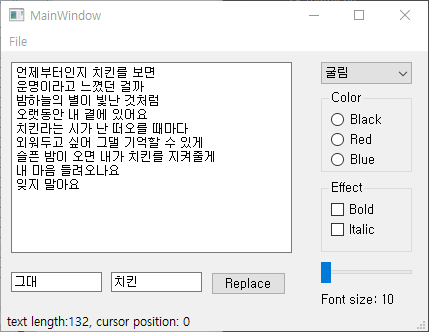 MainWindow
File
언제부터인지 치킨를 보면
운명이라고 느꼈던 걸까
밤하늘의 별이 빛난 것처럼
오랫동안 내 곁에 있어요
치킨라는 시가 난 떠오를 때마다
외워두고 싶어 그댈 기억할 수 있게
슬픈 밤이 오면 내가 치킨를 지켜줄게
내 마음 들려오나요
잊지 말아요
굴림
Color
Black
Red
Blue
Effect
Bold
Italic
그대 치킨 Replace
Font size: 10
text length:132, cursor position: 0